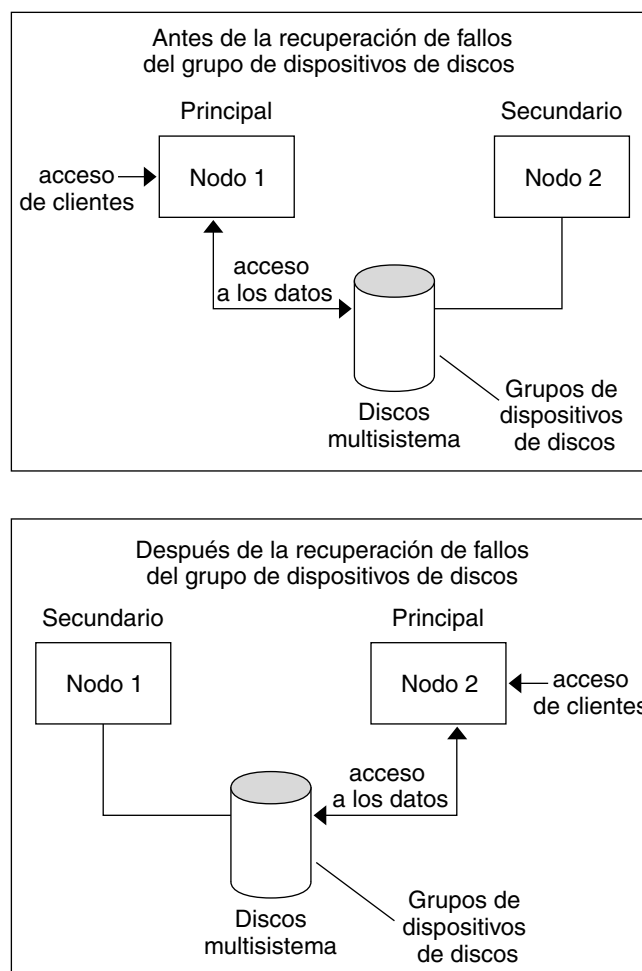 Antes de la recuperación de fallos
del grupo de dispositivos de discos
Principal
Secundario
acceso
de clientes
Nodo 1
Nodo 2
acceso
a los datos
Grupos de
dispositivos
de discos
Discos
multisistema
Después de la recuperación de fallos
del grupo de dispositivos de discos
Secundario
Principal
Nodo 1
Nodo 2
acceso
de clientes
acceso
a los datos
Grupos de
dispositivos
de discos
Discos
multisistema